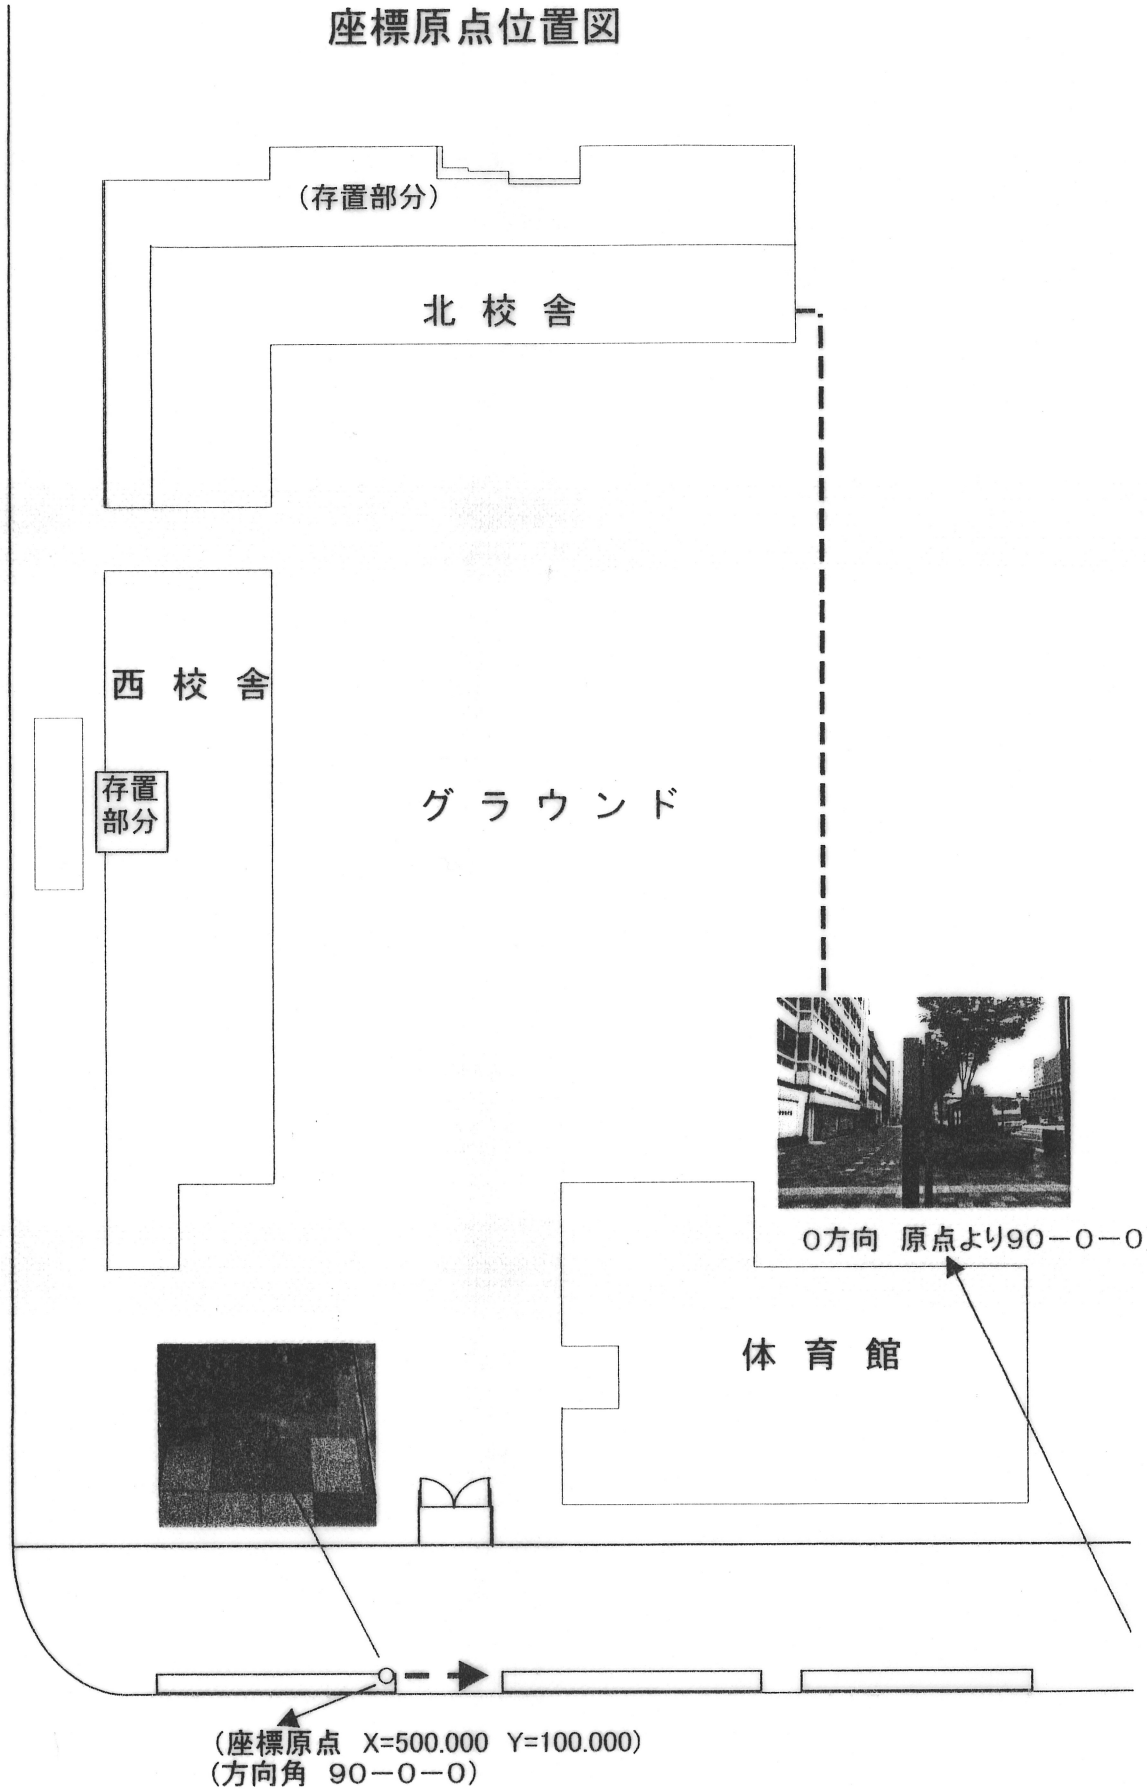 座標原点位置図
（存置部分）
北校舎
西校舎
存置
部分
グラウンド
0方向 原点より90－0－0
体育館
（座標原点 X=500.000 Y=100.000）
（方向角 90－0－0）